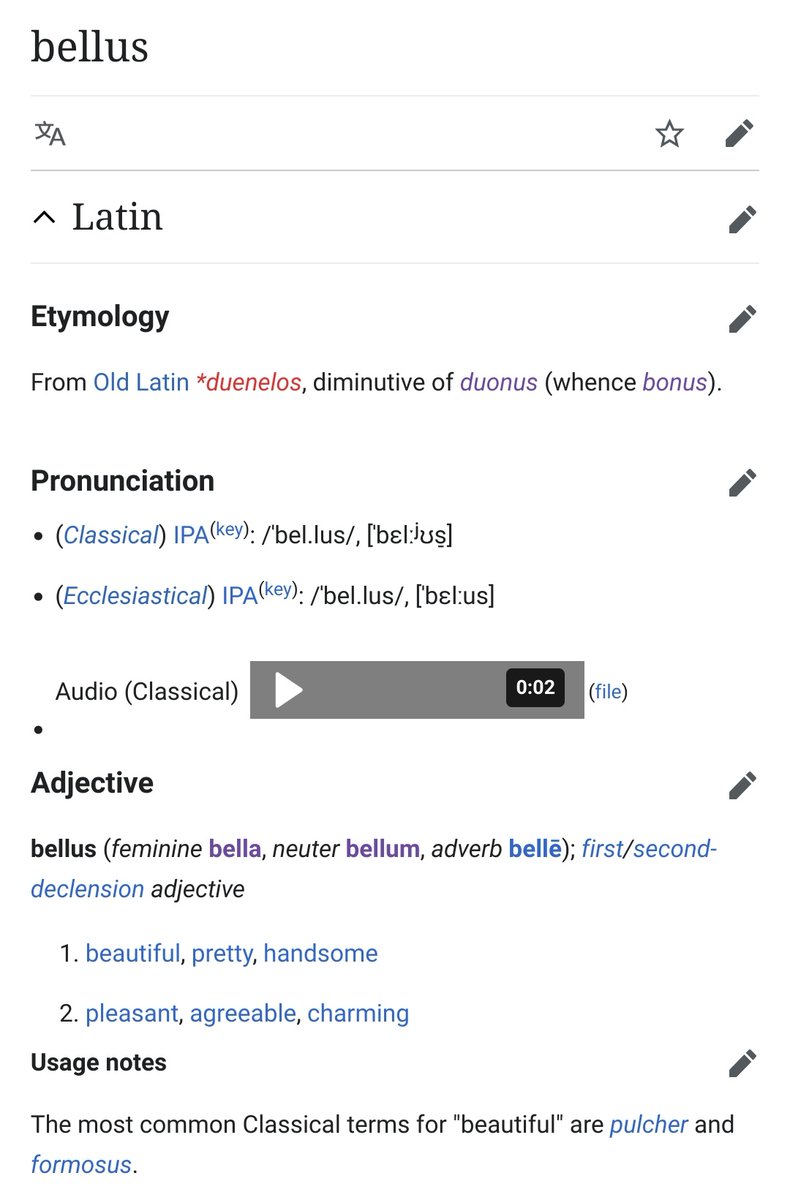 bellus
Latin
Etymology
From Old Latin *duenelos, diminutive of duonus (whence bonus).
Pronunciation
• (Classical) IPA(key): /ˈbel.lus/, [ˈbɛlːʲʊs̠]
• (Ecclesiastical) IPA(key): /ˈbel.lus/, [ˈbɛlːus]
Audio (Classical) 0:02 (file)
•
Adjective
bellus (feminine bella, neuter bellum, adverb bellē); first/second-
declension adjective
1. beautiful, pretty, handsome
2. pleasant, agreeable, charming
Usage notes
The most common Classical terms for "beautiful" are pulcher and
formosus.